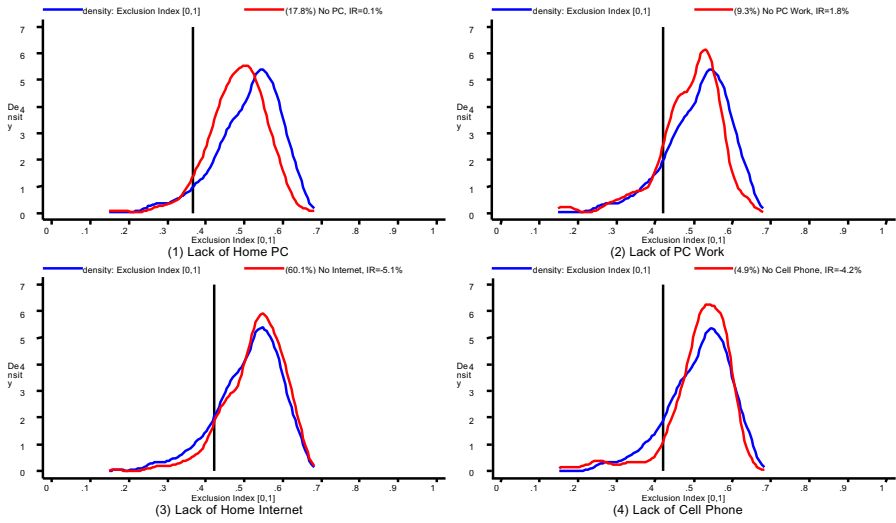 density: Exclusion Index [0,1] (17.8%) No PC, IR=0.1%
7
6
5
De 4
nsit
y
3
2
1
0
0 .1 .2 .3 .4 .5 .6 .7 .8 .9 1
Exclusion Index [0,1]
(1) Lack of Home PC
density: Exclusion Index [0,1] (9.3%) No PC Work, IR=1.8%
7
6
5
De 4
nsit
y
3
2
1
0
0 .1 .2 .3 .4 .5 .6 .7 .8 .9 1
Exclusion Index [0,1]
(2) Lack of PC Work
density: Exclusion Index [0,1] (60.1%) No Internet, IR=-5.1%
7
6
5
De 4
nsit
y
3
2
1
0
0 .1 .2 .3 .4 .5 .6 .7 .8 .9 1
Exclusion Index [0,1]
(3) Lack of Home Internet
density: Exclusion Index [0,1] (4.9%) No Cell Phone, IR=-4.2%
7
6
5
De 4
nsit
y
3
2
1
0
0 .1 .2 .3 .4 .5 .6 .7 .8 .9 1
Exclusion Index [0,1]
(4) Lack of Cell Phone